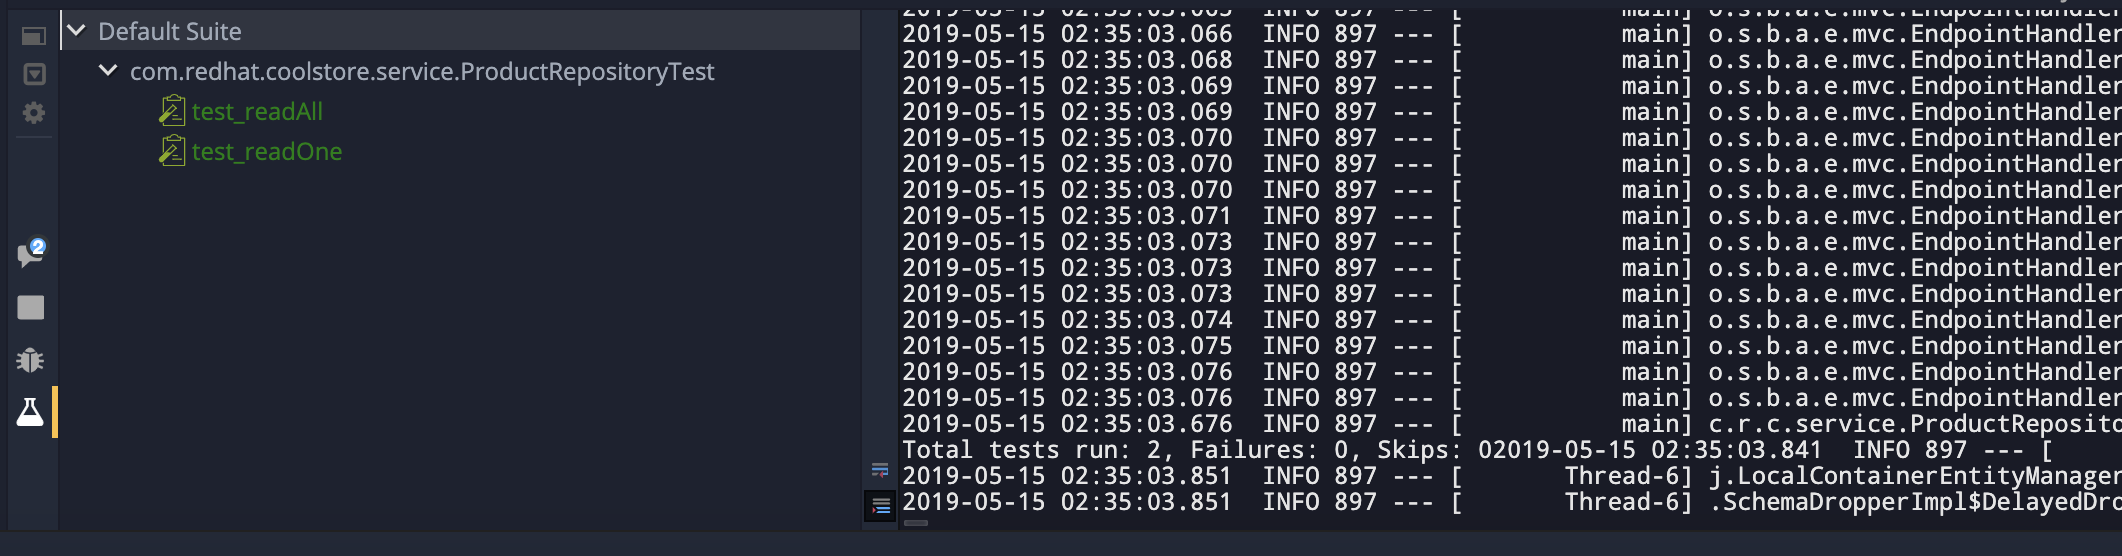 Default Suite
com.redhat.coolstore.service.ProductRepositoryTest
test_readAll
test_readOne
2
2019-05-15 02:35:03.065 INFO 897 --- [ main] o.s.b.a.e.mvc.EndpointHandler
2019-05-15 02:35:03.066 INFO 897 --- [ main] o.s.b.a.e.mvc.EndpointHandler
2019-05-15 02:35:03.068 INFO 897 --- [ main] o.s.b.a.e.mvc.EndpointHandler
2019-05-15 02:35:03.069 INFO 897 --- [ main] o.s.b.a.e.mvc.EndpointHandler
2019-05-15 02:35:03.069 INFO 897 --- [ main] o.s.b.a.e.mvc.EndpointHandler
2019-05-15 02:35:03.070 INFO 897 --- [ main] o.s.b.a.e.mvc.EndpointHandler
2019-05-15 02:35:03.070 INFO 897 --- [ main] o.s.b.a.e.mvc.EndpointHandler
2019-05-15 02:35:03.070 INFO 897 --- [ main] o.s.b.a.e.mvc.EndpointHandler
2019-05-15 02:35:03.071 INFO 897 --- [ main] o.s.b.a.e.mvc.EndpointHandler
2019-05-15 02:35:03.073 INFO 897 --- [ main] o.s.b.a.e.mvc.EndpointHandler
2019-05-15 02:35:03.073 INFO 897 --- [ main] o.s.b.a.e.mvc.EndpointHandler
2019-05-15 02:35:03.073 INFO 897 --- [ main] o.s.b.a.e.mvc.EndpointHandler
2019-05-15 02:35:03.074 INFO 897 --- [ main] o.s.b.a.e.mvc.EndpointHandler
2019-05-15 02:35:03.075 INFO 897 --- [ main] o.s.b.a.e.mvc.EndpointHandler
2019-05-15 02:35:03.076 INFO 897 --- [ main] o.s.b.a.e.mvc.EndpointHandler
2019-05-15 02:35:03.076 INFO 897 --- [ main] o.s.b.a.e.mvc.EndpointHandler
2019-05-15 02:35:03.676 INFO 897 --- [ main] c.r.c.service.ProductReposito
Total tests run: 2, Failures: 0, Skips: 02019-05-15 02:35:03.841 INFO 897 --- [
2019-05-15 02:35:03.851 INFO 897 --- [ Thread-6] j.LocalContainerEntityManager
2019-05-15 02:35:03.851 INFO 897 --- [ Thread-6] .SchemaDropperImpl$DelayedDro